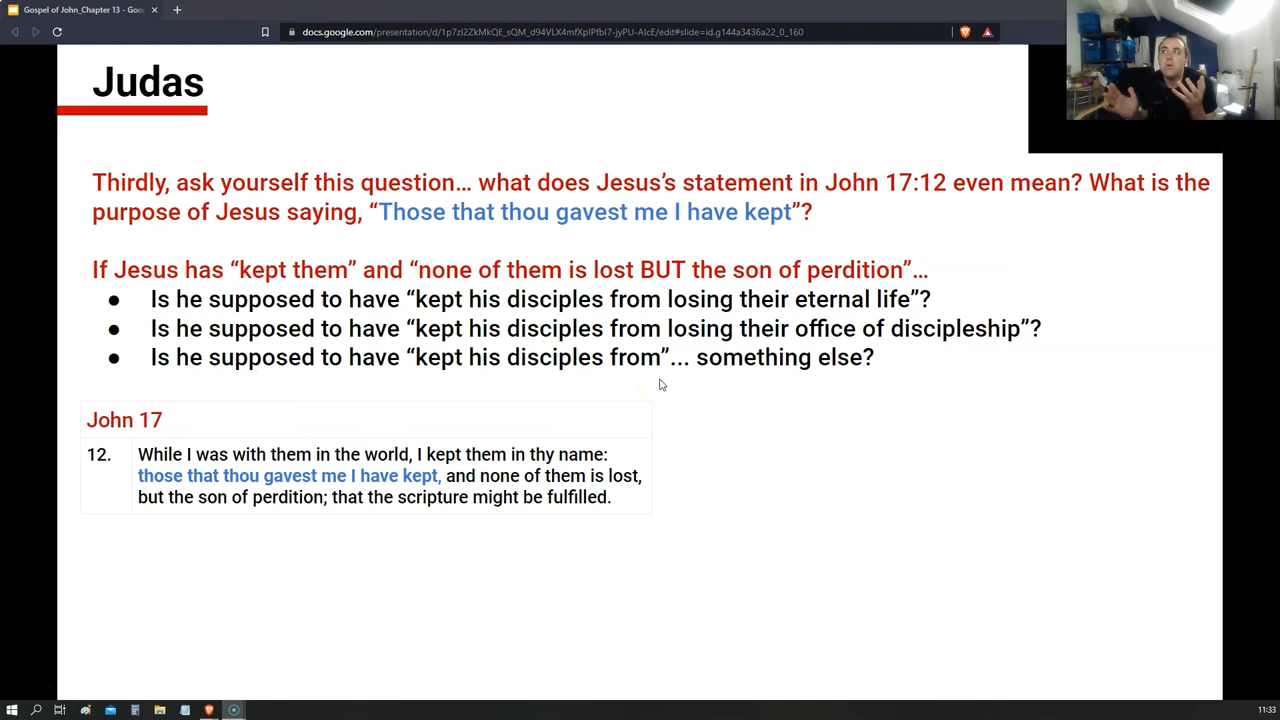 Gospel of John_Chapter 13 - Goo
docs.google.com/presentation/d/1p7zl2ZkMkQE_sQM_d94VLX4mfXpIPfbI7-jyPU-AIcE/edit#slide=id.g144a3436a22_0_160
Judas
Thirdly, ask yourself this question… what does Jesus’s statement in John 17:12 even mean? What is the
purpose of Jesus saying, “Those that thou gavest me I have kept”?
If Jesus has “kept them” and “none of them is lost BUT the son of perdition”…
● Is he supposed to have “kept his disciples from losing their eternal life”?
● Is he supposed to have “kept his disciples from losing their office of discipleship”?
● Is he supposed to have “kept his disciples from”... something else?
John 17
12. While I was with them in the world, I kept them in thy name:
those that thou gavest me I have kept, and none of them is lost,
but the son of perdition; that the scripture might be fulfilled.
11:33